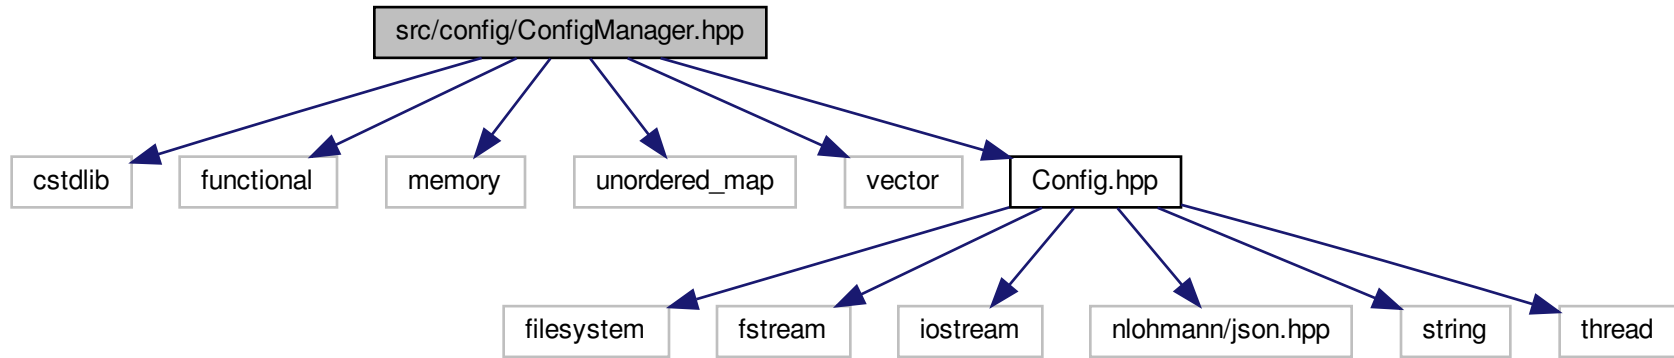 src/config/ConfigManager.hpp
cstdlib
functional
memory
unordered_map
vector
Config.hpp
filesystem
fstream
iostream
nlohmann/json.hpp
string
thread